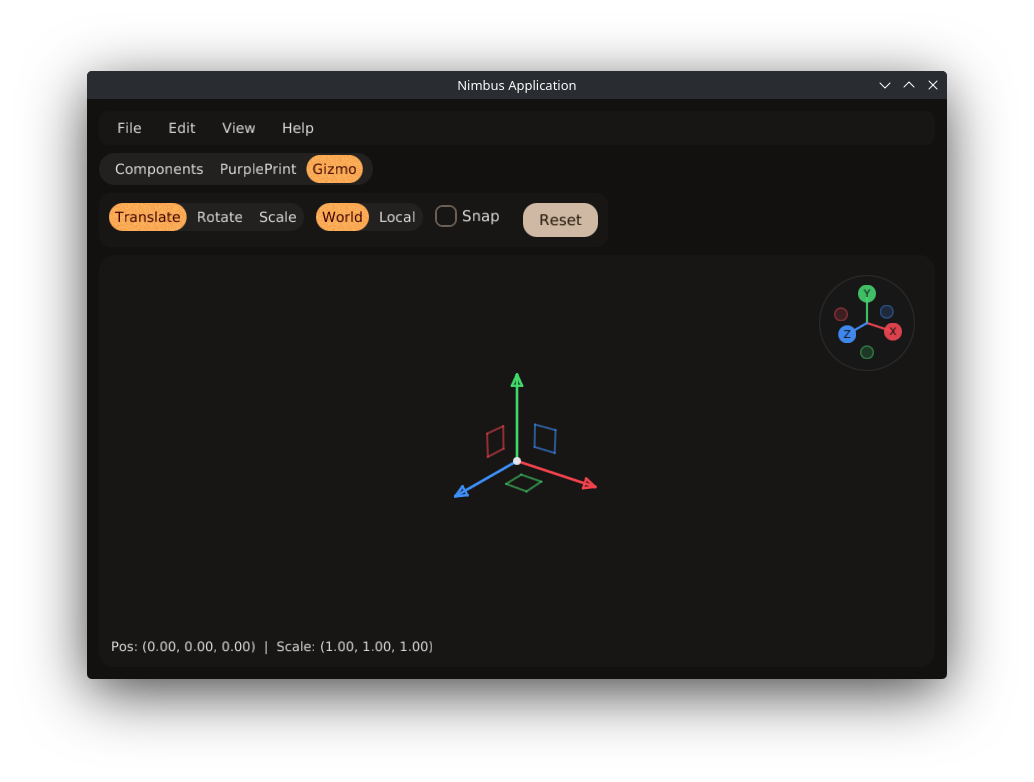 Nimbus Application
File Edit View Help
Components PurplePrint Gizmo
Translate Rotate Scale World Local Snap Reset
Y
X
Z
Pos: (0.00, 0.00, 0.00) | Scale: (1.00, 1.00, 1.00)